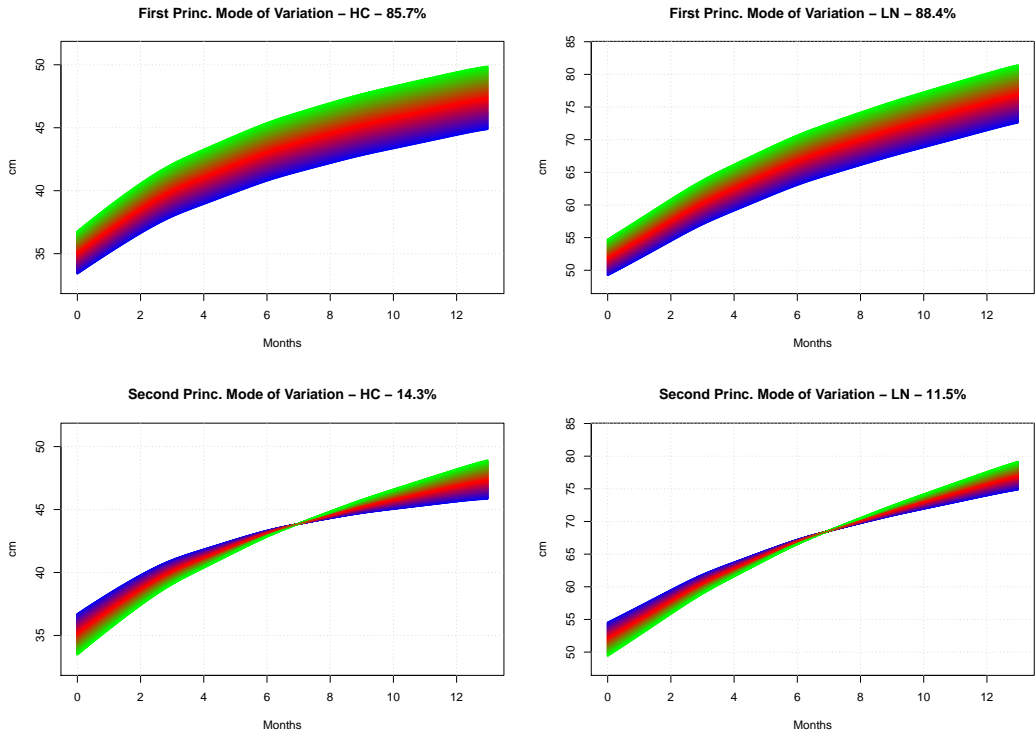 First Princ. Mode of Variation – HC – 85.7%
cm
50
45
40
35
0 2 4 6 8 10 12
Months
First Princ. Mode of Variation – LN – 88.4%
cm
85
80
75
70
65
60
55
50
0 2 4 6 8 10 12
Months
Second Princ. Mode of Variation – HC – 14.3%
cm
50
45
40
35
0 2 4 6 8 10 12
Months
Second Princ. Mode of Variation – LN – 11.5%
cm
85
80
75
70
65
60
55
50
0 2 4 6 8 10 12
Months